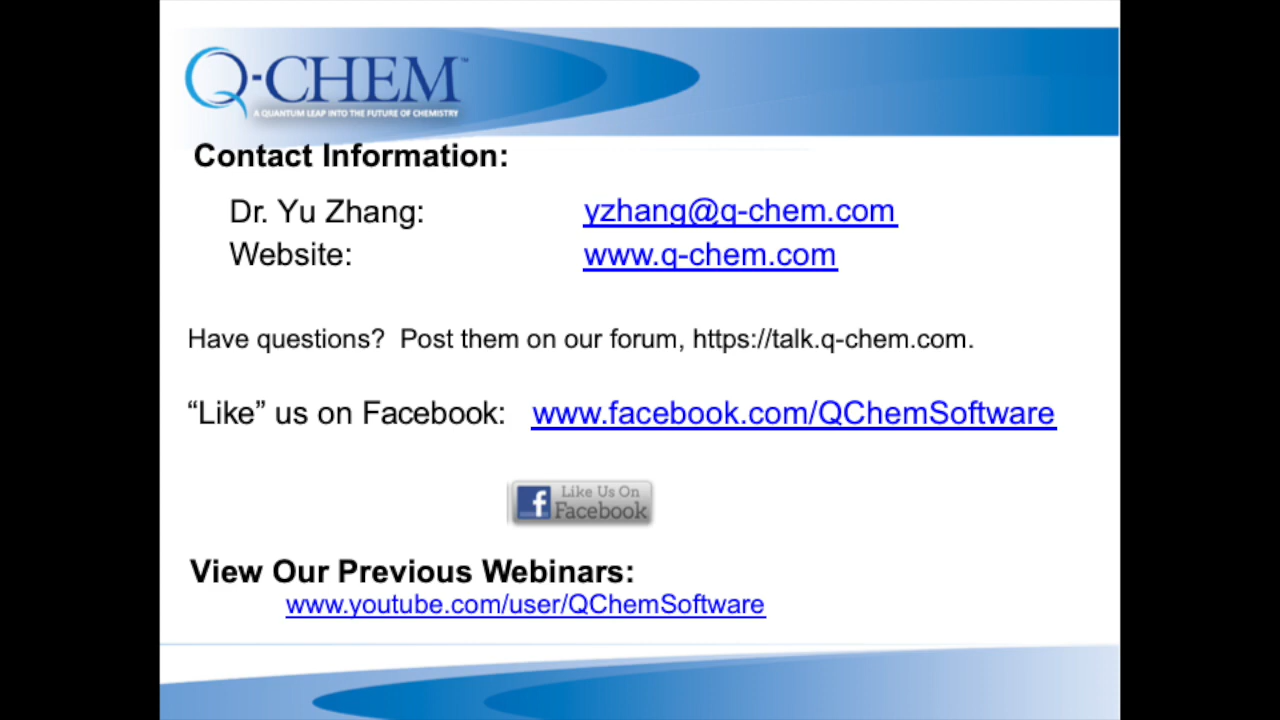 Q-CHEM™
A QUANTUM LEAP INTO THE FUTURE OF CHEMISTRY
Contact Information:
Dr. Yu Zhang: yzhang@q-chem.com
Website: www.q-chem.com
Have questions?  Post them on our forum, https://talk.q-chem.com.
“Like” us on Facebook: www.facebook.com/QChemSoftware
f Like Us On
Facebook
View Our Previous Webinars:
www.youtube.com/user/QChemSoftware